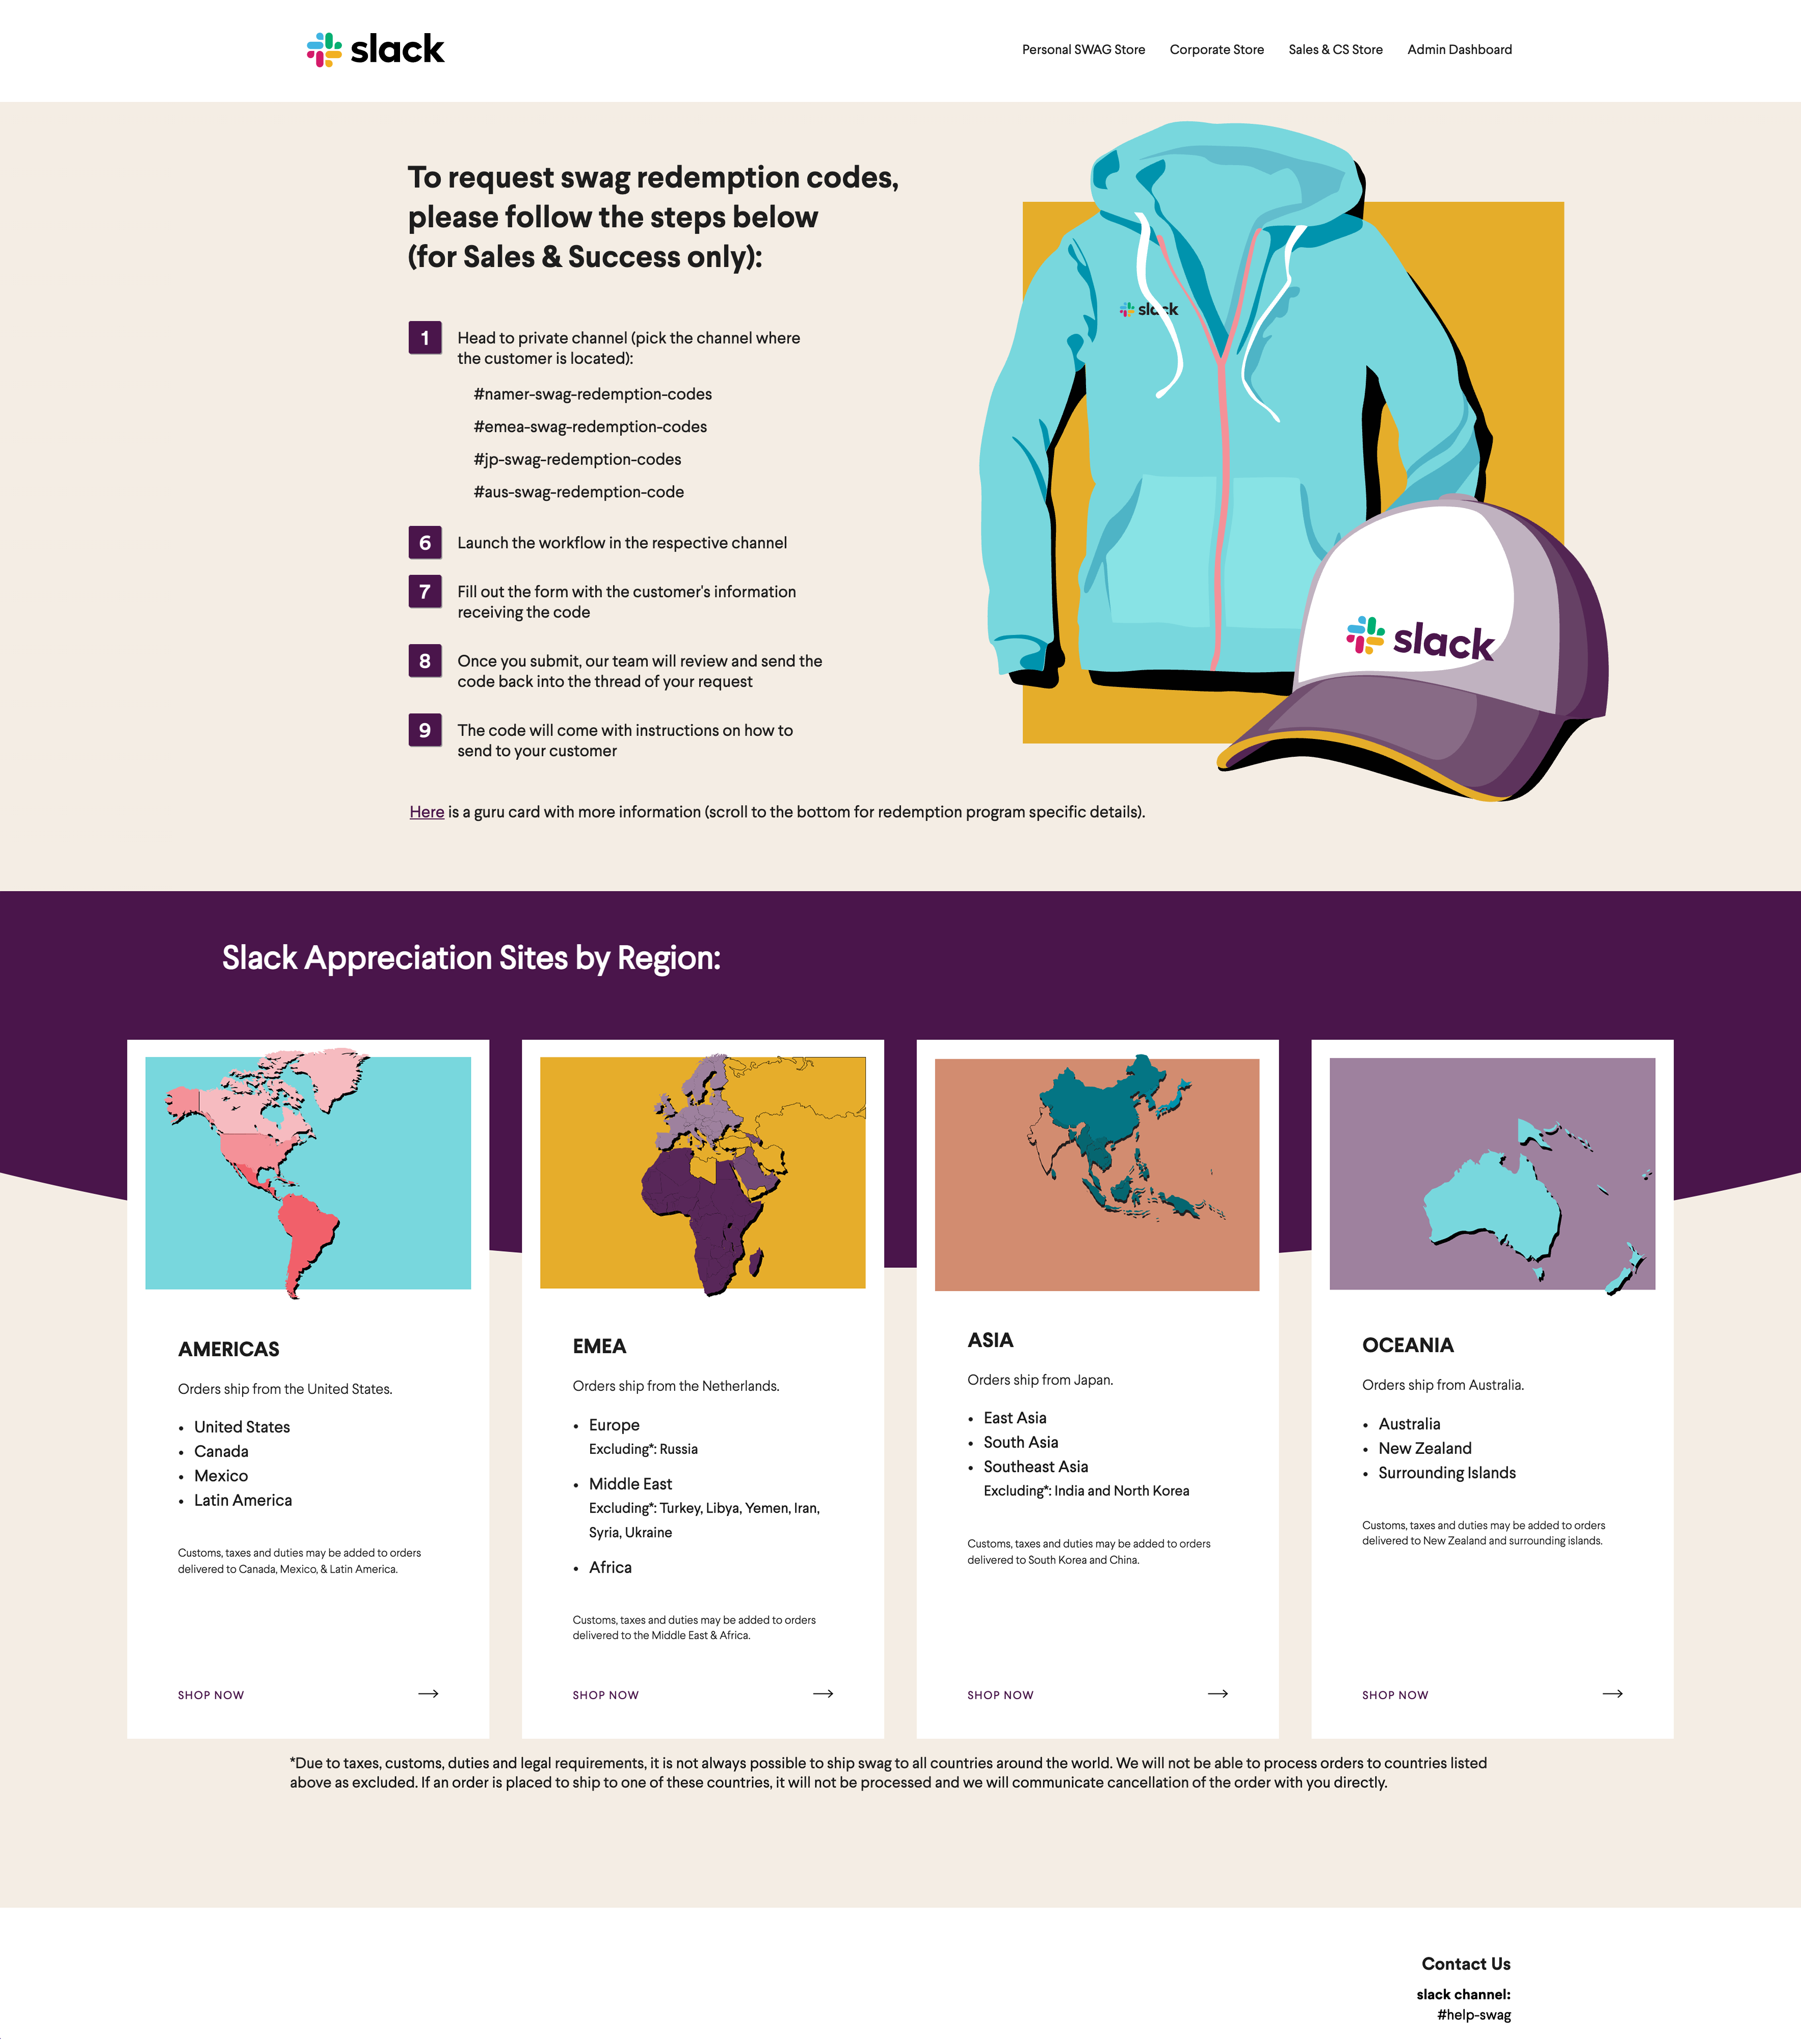 slack
Personal SWAG Store
Corporate Store
Sales & CS Store
Admin Dashboard
To request swag redemption codes,
please follow the steps below
(for Sales & Success only):
1
Head to private channel (pick the channel where
the customer is located):
#namer-swag-redemption-codes
#emea-swag-redemption-codes
#jp-swag-redemption-codes
#aus-swag-redemption-code
6
Launch the workflow in the respective channel
7
Fill out the form with the customer's information
receiving the code
8
Once you submit, our team will review and send the
code back into the thread of your request
9
The code will come with instructions on how to
send to your customer
Here is a guru card with more information (scroll to the bottom for redemption program specific details).
slack
slack
Slack Appreciation Sites by Region:
AMERICAS
Orders ship from the United States.
• United States
• Canada
• Mexico
• Latin America
Customs, taxes and duties may be added to orders
delivered to Canada, Mexico, & Latin America.
SHOP NOW
EMEA
Orders ship from the Netherlands.
• Europe
Excluding*: Russia
• Middle East
Excluding*: Turkey, Libya, Yemen, Iran,
Syria, Ukraine
• Africa
Customs, taxes and duties may be added to orders
delivered to the Middle East & Africa.
SHOP NOW
ASIA
Orders ship from Japan.
• East Asia
• South Asia
• Southeast Asia
Excluding*: India and North Korea
Customs, taxes and duties may be added to orders
delivered to South Korea and China.
SHOP NOW
OCEANIA
Orders ship from Australia.
• Australia
• New Zealand
• Surrounding Islands
Customs, taxes and duties may be added to orders
delivered to New Zealand and surrounding islands.
SHOP NOW
*Due to taxes, customs, duties and legal requirements, it is not always possible to ship swag to all countries around the world. We will not be able to process orders to countries listed
above as excluded. If an order is placed to ship to one of these countries, it will not be processed and we will communicate cancellation of the order with you directly.
Contact Us
slack channel:
#help-swag